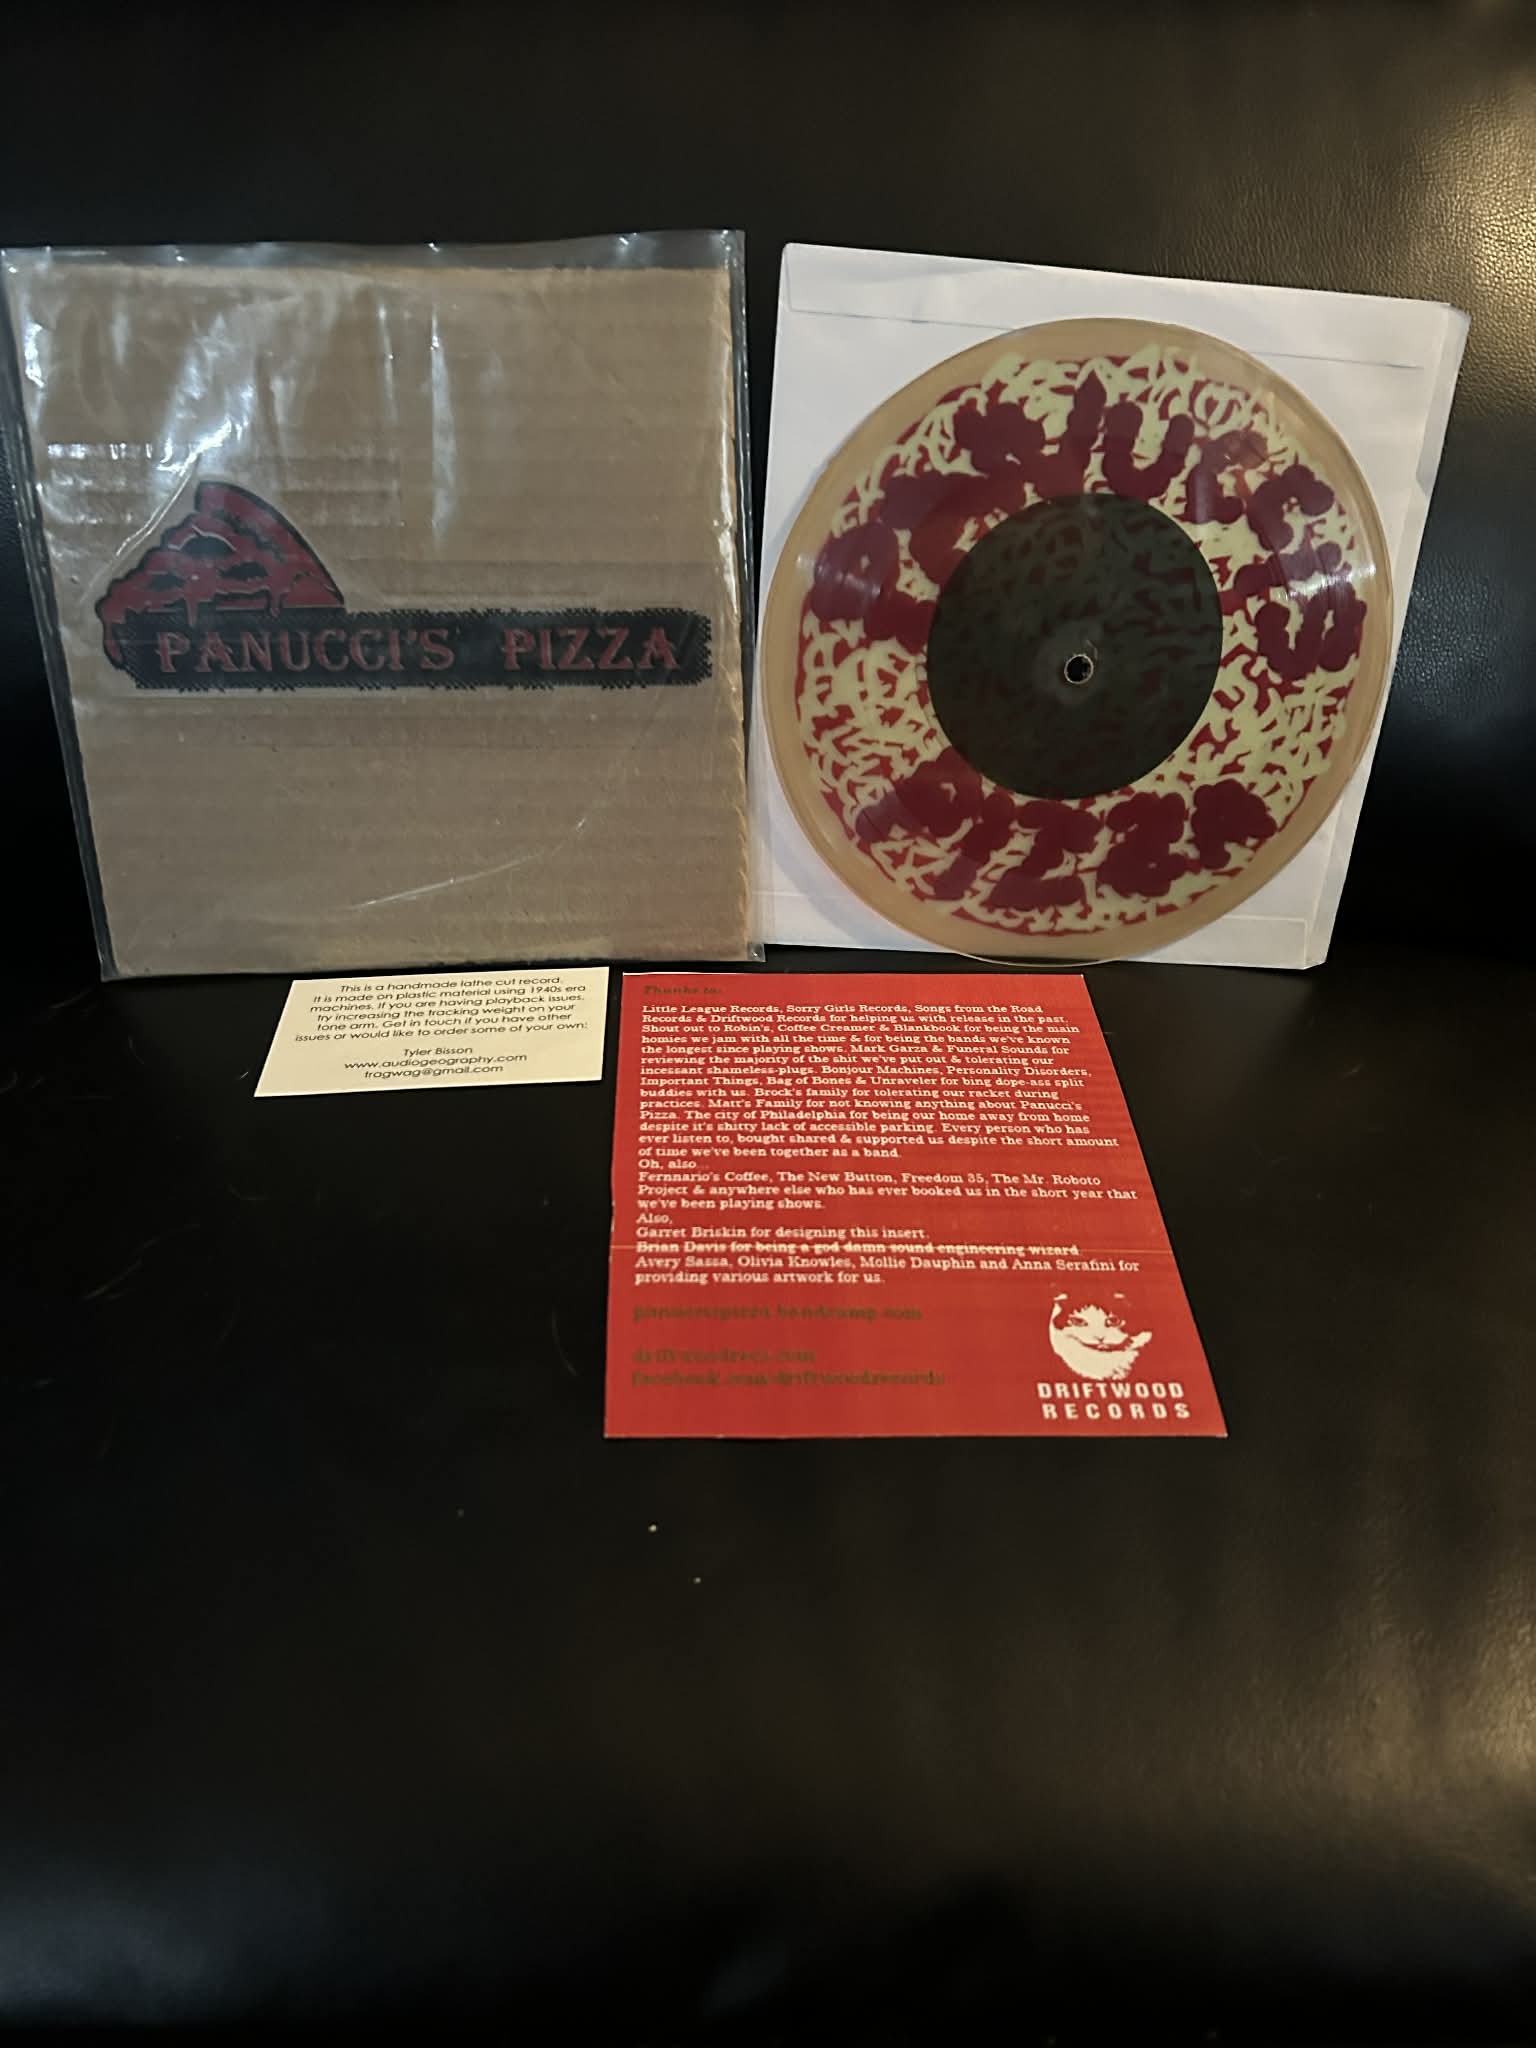 PANUCCI'S PIZZA
PANUCCI'S
PIZZA
This is a handmade lathe cut record.
It is made on plastic material using 1940s era
machines. If you are having playback issues,
try increasing the tracking weight on your
tone arm. Get in touch if you have other
issues or would like to order some of your own:
Tyler Bisson
www.audiogeography.com
frogwag@gmail.com
Thanks to:
Little League Records, Sorry Girls Records, Songs from the Road
Records & Driftwood Records for helping us with release in the past.
Shout out to Robin's, Coffee Creamer & Blankbook for being the main
homies we jam with all the time & for being the bands we've known
the longest since playing shows. Mark Garza & Funeral Sounds for
reviewing the majority of the shit we've put out & tolerating our
incessant shameless-plugs. Bonjour Machines, Personality Disorders,
Important Things, Bag of Bones & Unraveler for bing dope-ass split
buddies with us. Brock's family for tolerating our racket during
practices. Matt's Family for not knowing anything about Panucci's
Pizza. The city of Philadelphia for being our home away from home
despite it's shitty lack of accessible parking. Every person who has
ever listen to, bought shared & supported us despite the short amount
of time we've been together as a band.
Oh, also...
Fernnario's Coffee, The New Button, Freedom 35, The Mr. Roboto
Project & anywhere else who has ever booked us in the short year that
we've been playing shows.
Also,
Garret Briskin for designing this insert.
Brian Davis for being a god damn sound engineering wizard.
Avery Sassa, Olivia Knowles, Mollie Dauphin and Anna Serafini for
providing various artwork for us.
panuccispizza.bandcamp.com
driftwoodrecs.com
facebook.com/driftwoodrecords
DRIFTWOOD
RECORDS